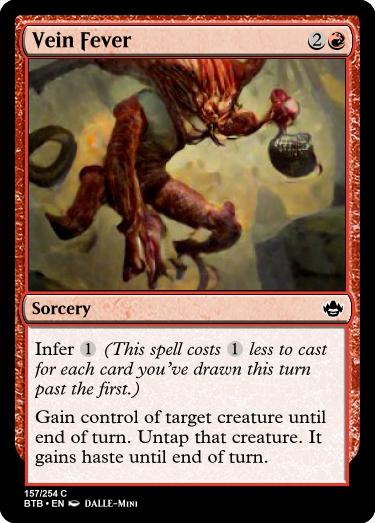 Vein Fever 2
Sorcery
Infer 1 (This spell costs 1 less to cast
for each card you've drawn this turn
past the first.)
Gain control of target creature until
end of turn. Untap that creature. It
gains haste until end of turn.
157/254 C
BTB • EN DALLE-Mini